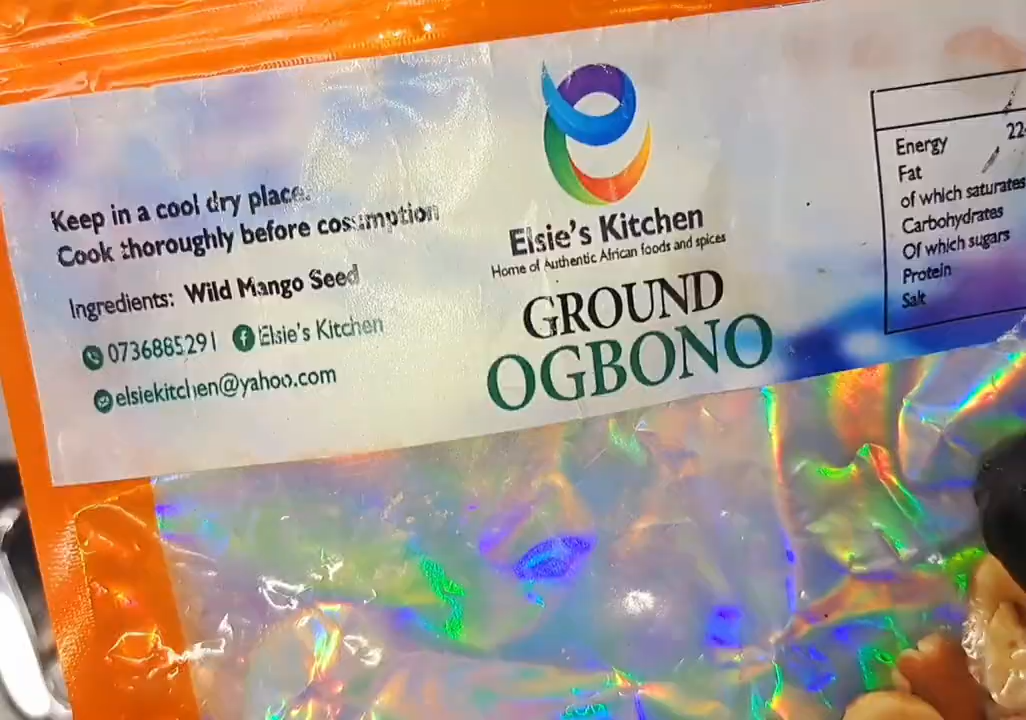 Keep in a cool dry place.
Cook thoroughly before cosumption
Ingredients: Wild Mango Seed
0736885291 Elsie's Kitchen
elsiekitchen@yahoo.com
Elsie's Kitchen
Home of Authentic African foods and spices
GROUND
OGBONO
Energy 22
Fat
of which saturates
Carbohydrates
Of which sugars
Protein
Salt